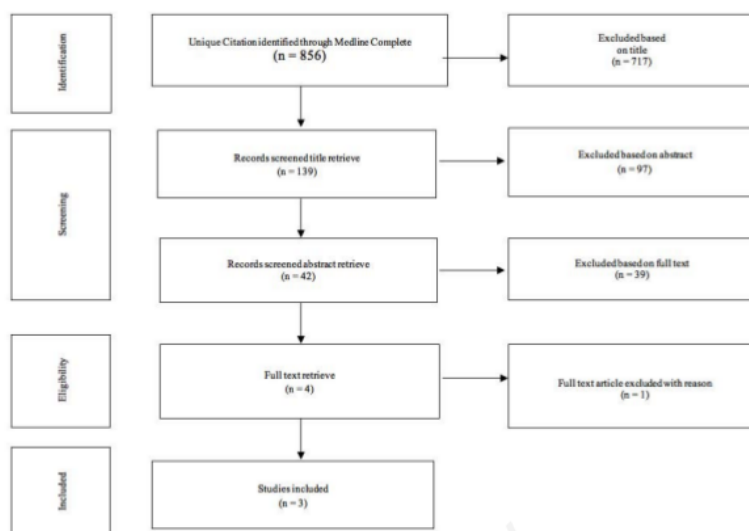 Identification
Unique Citation identified through Medline Complete
(n = 856)
Excluded based
on title
(n = 717)
Screening
Records screened title retrieve
(n = 139)
Excluded based on abstract
(n = 97)
Records screened abstract retrieve
(n = 42)
Excluded based on full text
(n = 39)
Eligibility
Full text retrieve
(n = 4)
Full text article excluded with reason
(n = 1)
Included
Studies included
(n = 3)